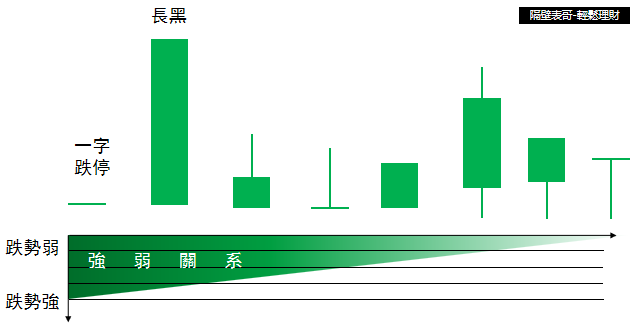 長黑
隔壁表哥-輕鬆理財
一字
跌停
跌勢弱
強弱關系
跌勢強